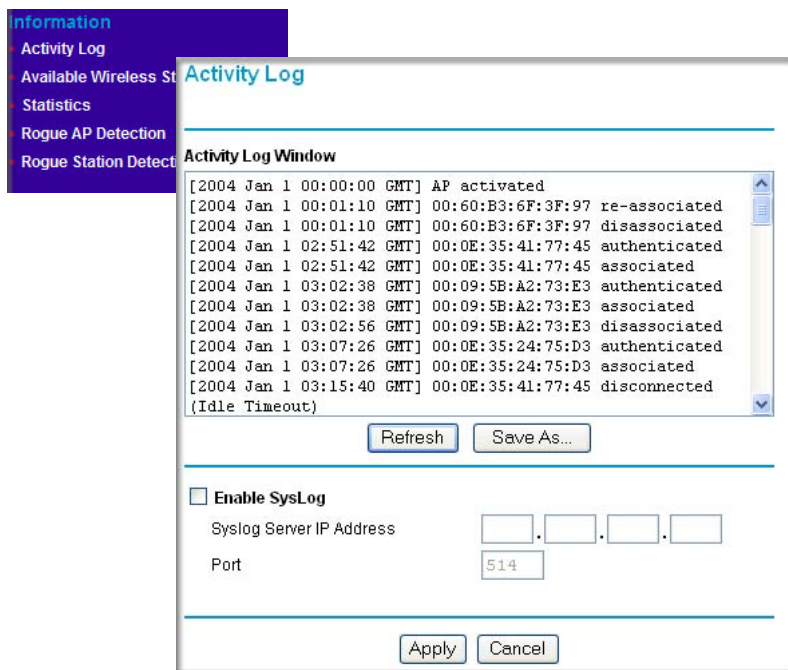 Information
Activity Log
Available Wireless St
Statistics
Rogue AP Detection
Rogue Station Detecti
Activity Log
Activity Log Window
[2004 Jan 1 00:00:00 GMT] AP activated
[2004 Jan 1 00:01:10 GMT] 00:60:B3:6F:3F:97 re-associated
[2004 Jan 1 00:01:10 GMT] 00:60:B3:6F:3F:97 disassociated
[2004 Jan 1 02:51:42 GMT] 00:0E:35:41:77:45 authenticated
[2004 Jan 1 02:51:42 GMT] 00:0E:35:41:77:45 associated
[2004 Jan 1 03:02:38 GMT] 00:09:5B:A2:73:E3 authenticated
[2004 Jan 1 03:02:38 GMT] 00:09:5B:A2:73:E3 associated
[2004 Jan 1 03:02:56 GMT] 00:09:5B:A2:73:E3 disassociated
[2004 Jan 1 03:07:26 GMT] 00:0E:35:24:75:D3 authenticated
[2004 Jan 1 03:07:26 GMT] 00:0E:35:24:75:D3 associated
[2004 Jan 1 03:15:40 GMT] 00:0E:35:41:77:45 disconnected
(Idle Timeout)
Refresh Save As...
Enable SysLog
Syslog Server IP Address . . .
Port 514
Apply Cancel